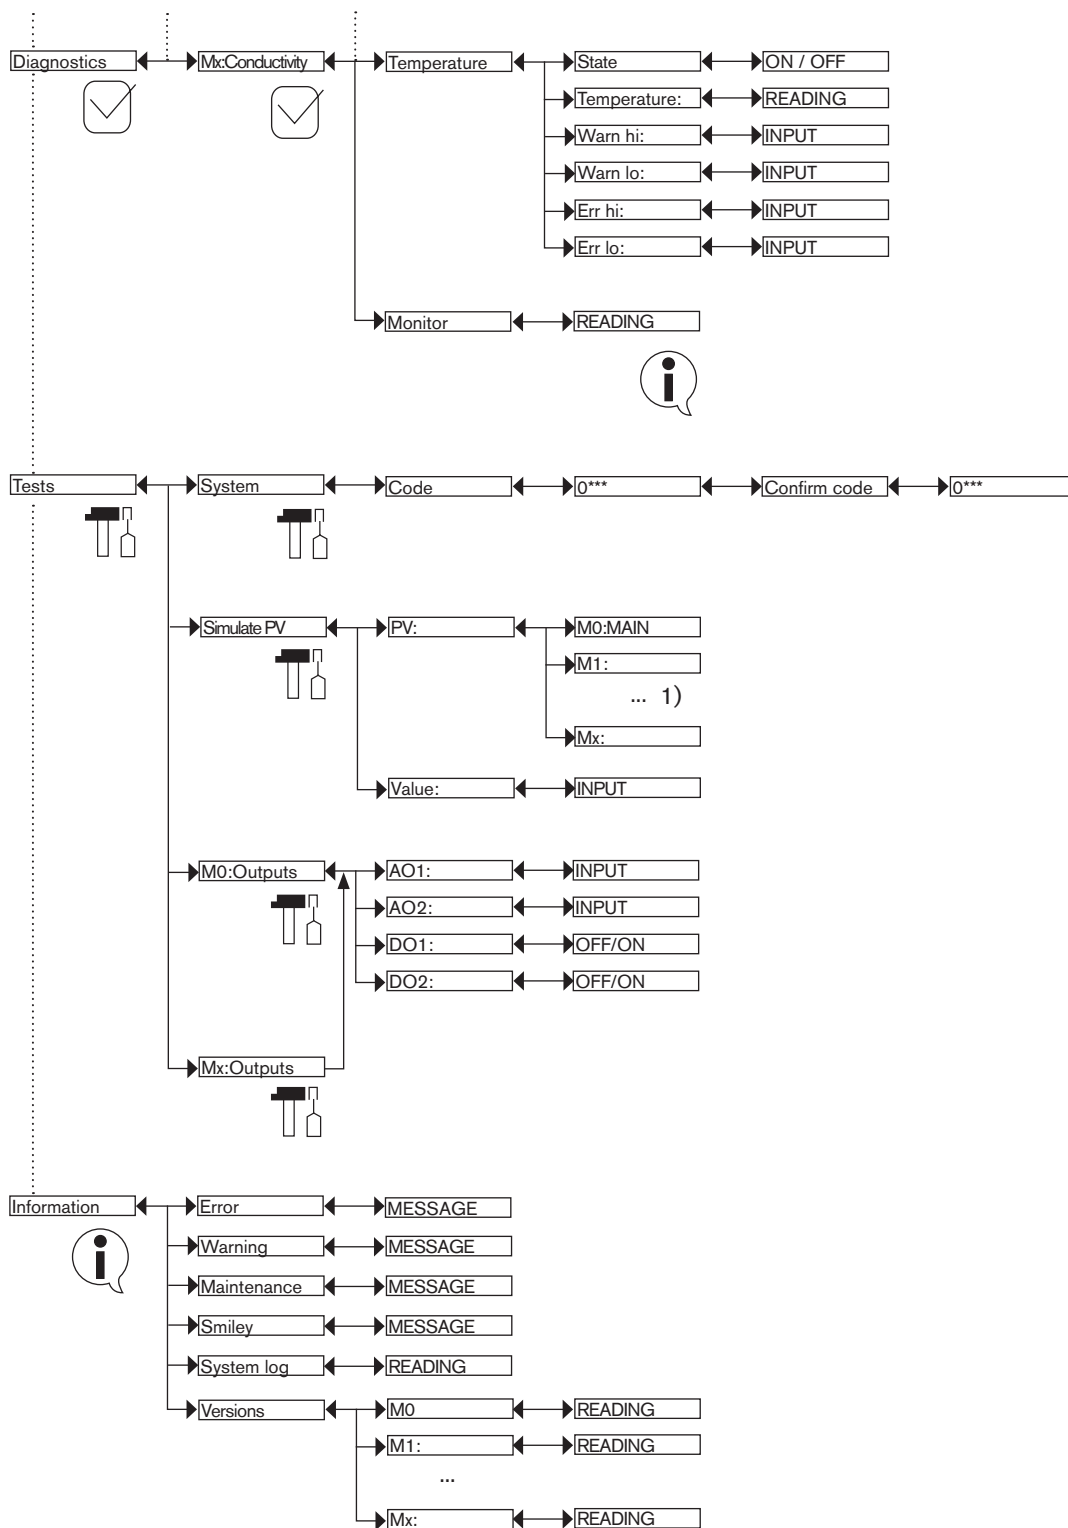 Diagnostics Mx:Conductivity Temperature State ON / OFF
Temperature: READING
Warn hi: INPUT
Warn lo: INPUT
Err hi: INPUT
Err lo: INPUT
Monitor READING
Tests System Code 0*** Confirm code 0***
Simulate PV PV: M0:MAIN
M1:
... 1)
Mx:
Value: INPUT
M0:Outputs AO1: INPUT
AO2: INPUT
DO1: OFF/ON
DO2: OFF/ON
Mx:Outputs
Information Error MESSAGE
Warning MESSAGE
Maintenance MESSAGE
Smiley MESSAGE
System log READING
Versions M0 READING
M1: READING
...
Mx: READING